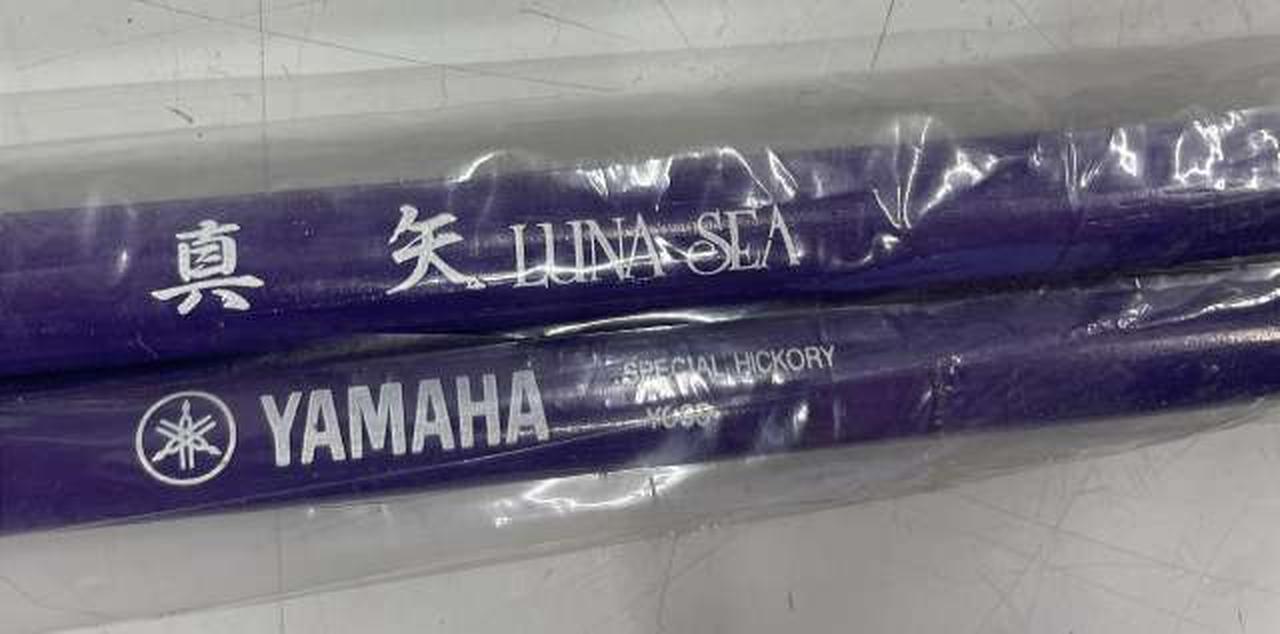 真 矢 LUNA SEA
YAMAHA SPECIAL HICKORY